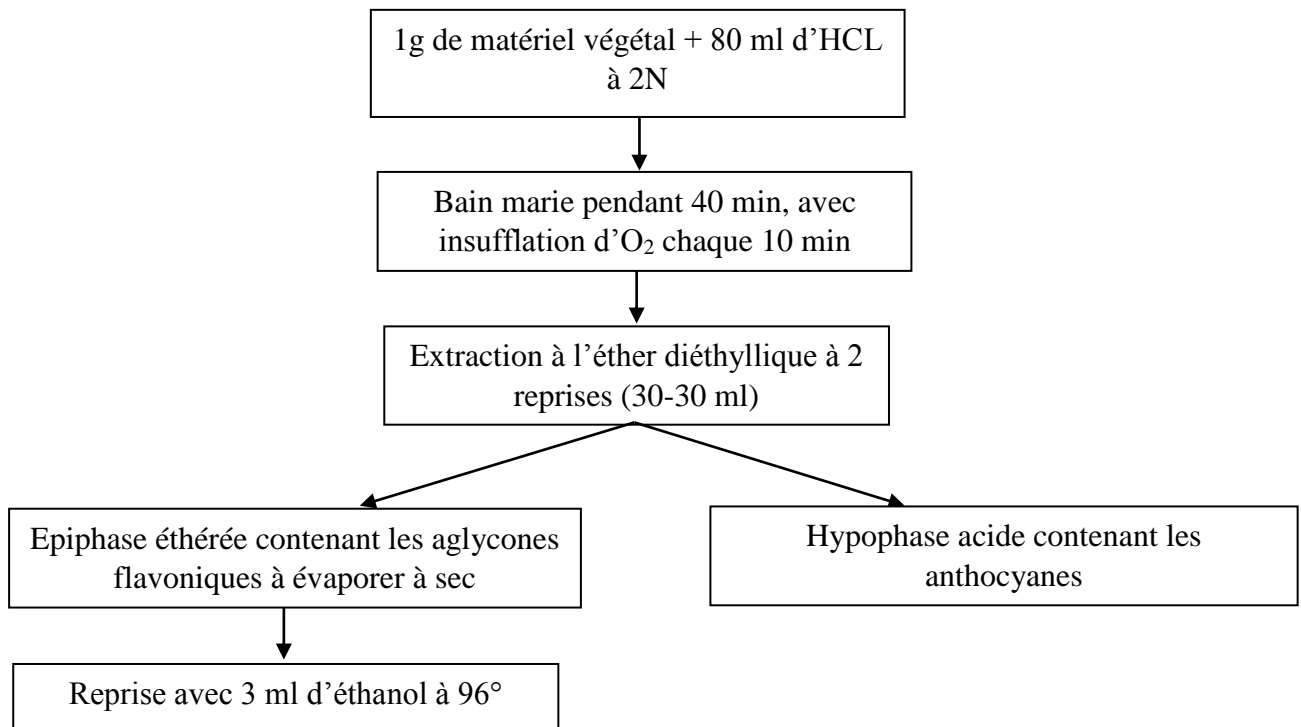 1g de matériel végétal + 80 ml d’HCL
à 2N
Bain marie pendant 40 min, avec
insufflation d’O₂ chaque 10 min
Extraction à l’éther diéthyllique à 2
reprises (30-30 ml)
Epiphase éthérée contenant les aglycones
flavoniques à évaporer à sec
Hypophase acide contenant les
anthocyanes
Reprise avec 3 ml d’éthanol à 96°